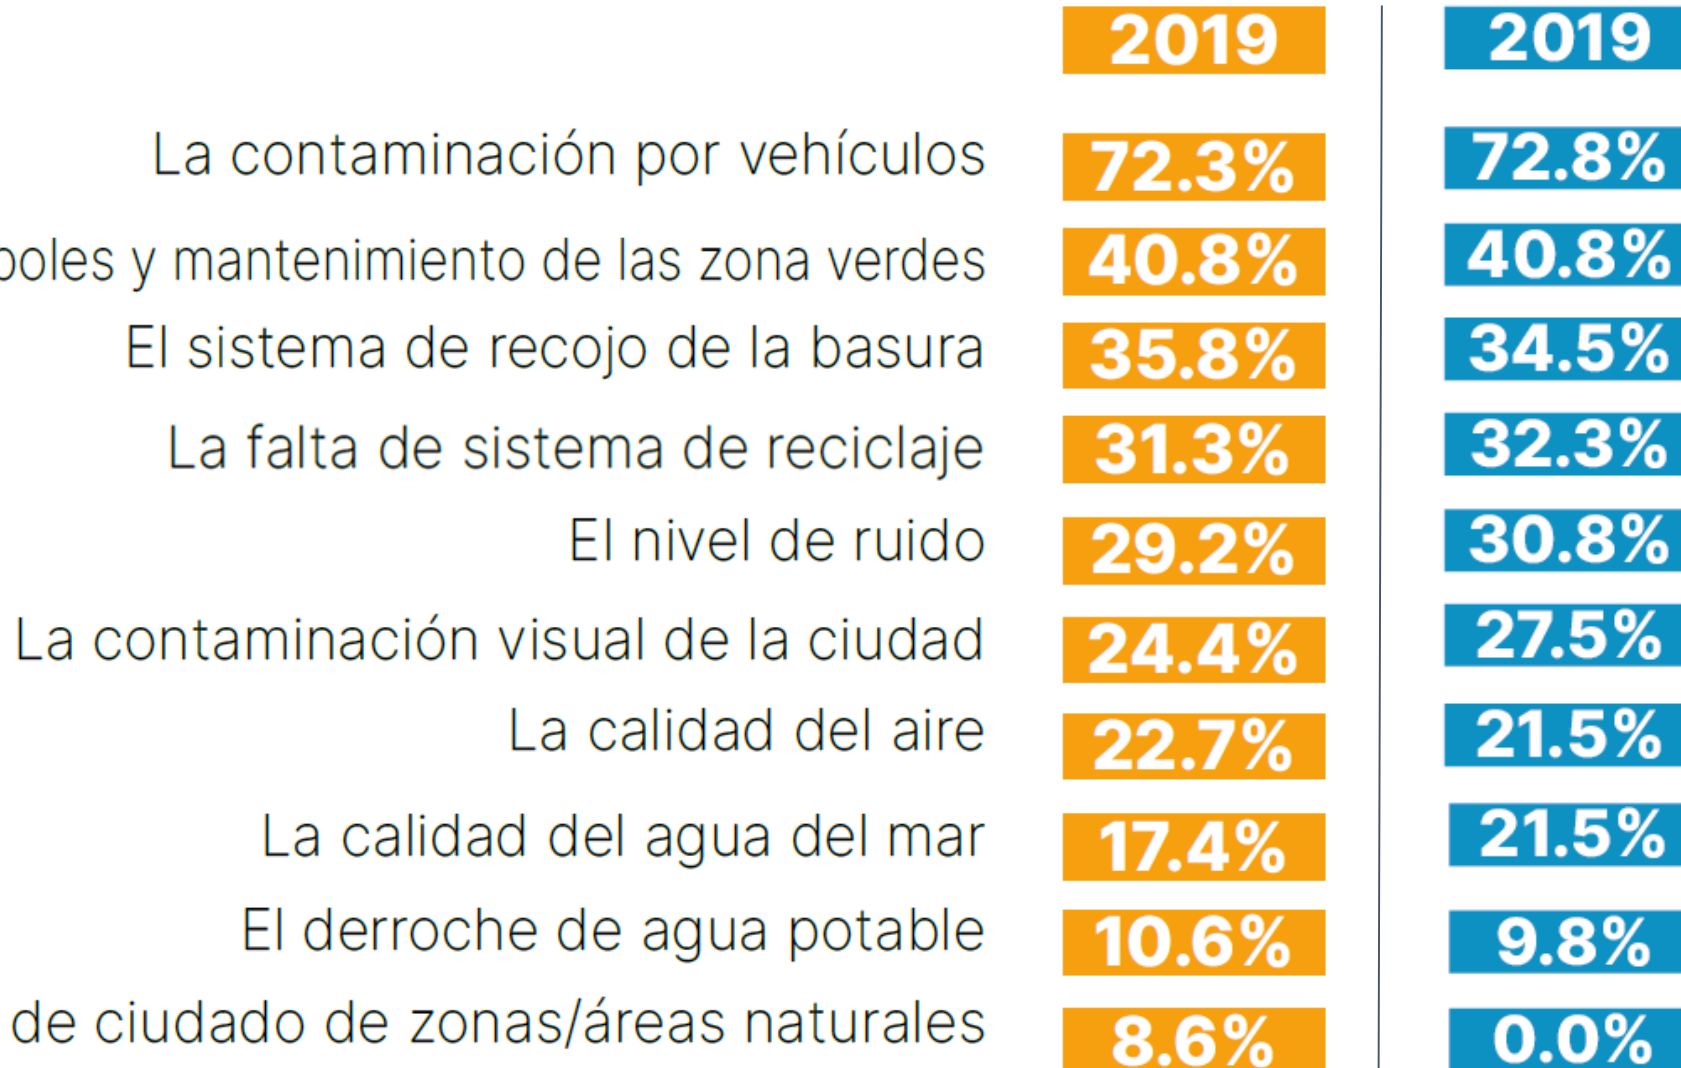 2019 2019
La contaminación por vehículos 72.3% 72.8%
y mantenimiento de las zona verdes 40.8% 40.8%
El sistema de recojo de la basura 35.8% 34.5%
La falta de sistema de reciclaje 31.3% 32.3%
El nivel de ruido 29.2% 30.8%
La contaminación visual de la ciudad 24.4% 27.5%
La calidad del aire 22.7% 21.5%
La calidad del agua del mar 17.4% 21.5%
El derroche de agua potable 10.6% 9.8%
de ciudado de zonas/áreas naturales 8.6% 0.0%